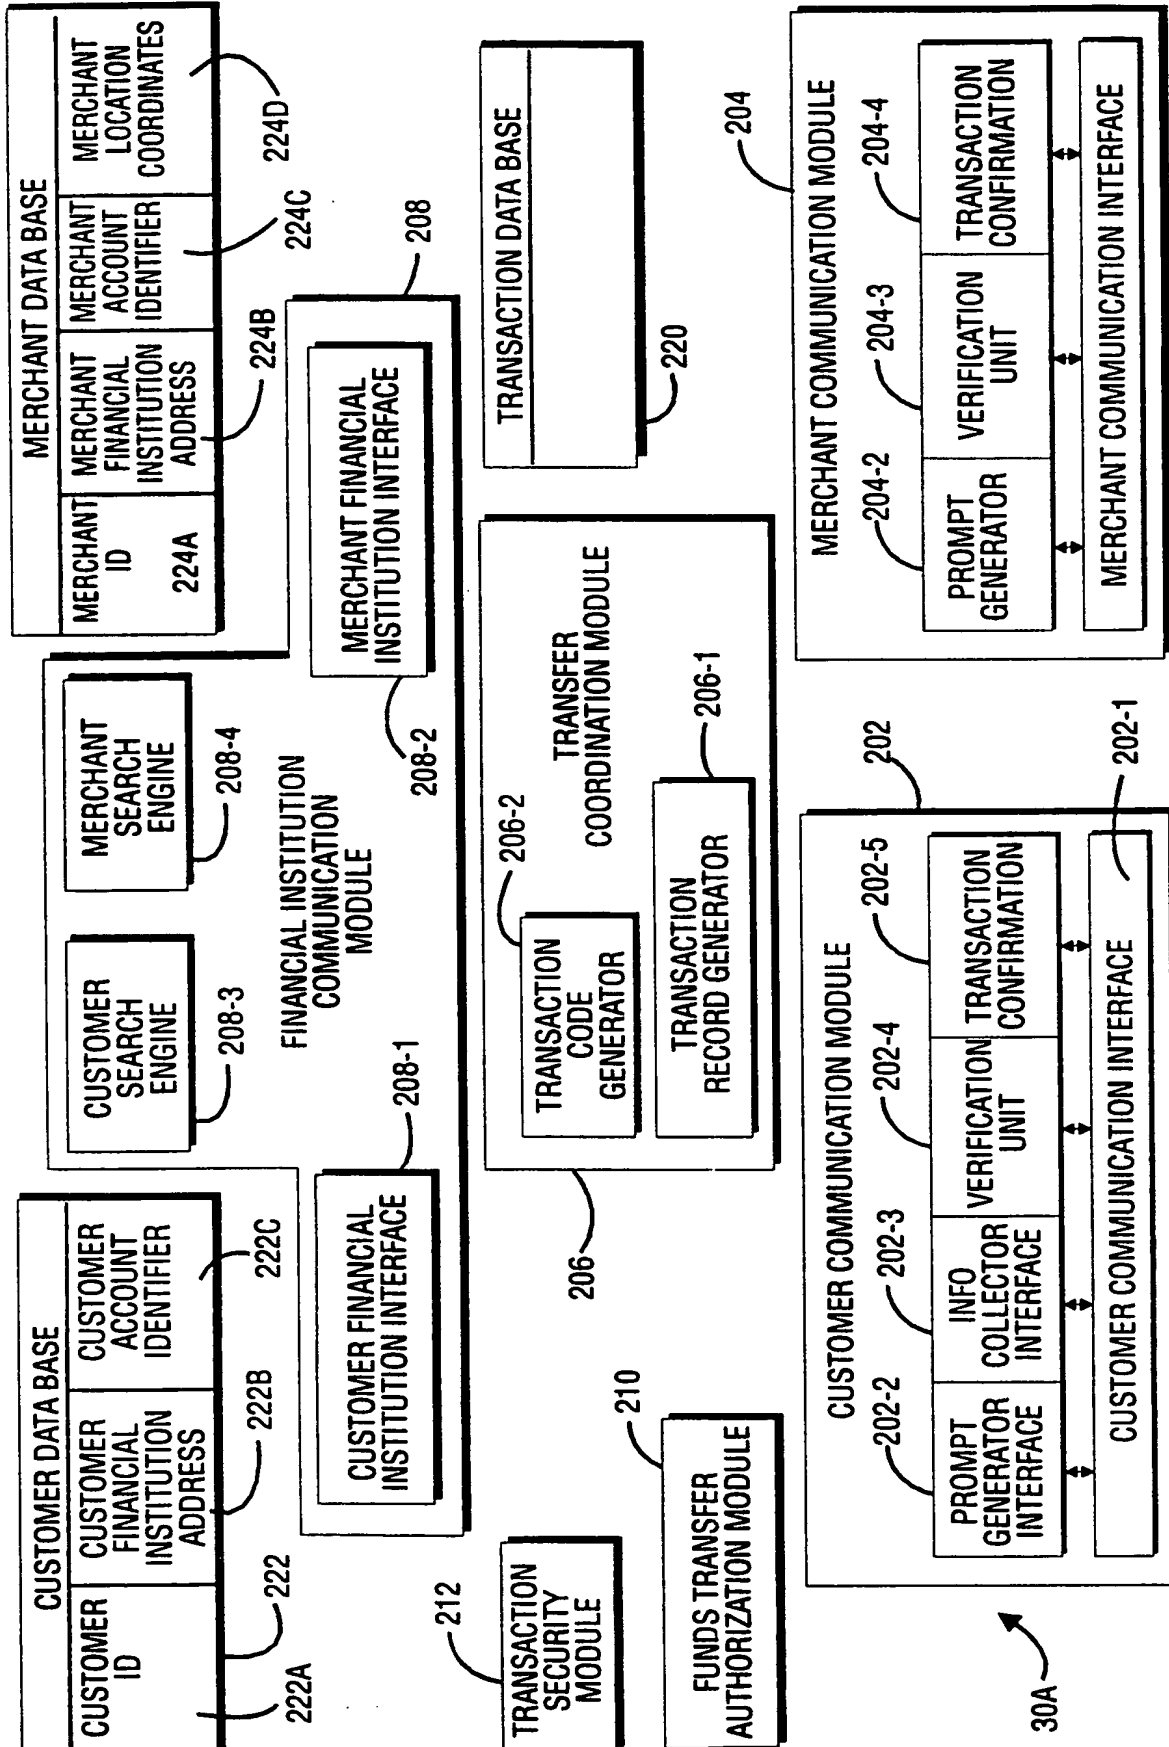 CUSTOMER DATA BASE
CUSTOMER
ID
CUSTOMER
FINANCIAL
INSTITUTION
ADDRESS
CUSTOMER
ACCOUNT
IDENTIFIER
222A
222
222B
222C
CUSTOMER
SEARCH
ENGINE
208-3
MERCHANT
SEARCH
ENGINE
208-4
MERCHANT DATA BASE
MERCHANT
ID
224A
MERCHANT
FINANCIAL
INSTITUTION
ADDRESS
MERCHANT
ACCOUNT
IDENTIFIER
MERCHANT
LOCATION
COORDINATES
224B
224C
224D
FINANCIAL INSTITUTION
COMMUNICATION
MODULE
CUSTOMER FINANCIAL
INSTITUTION INTERFACE
208-1
MERCHANT FINANCIAL
INSTITUTION INTERFACE
208-2
208
212
TRANSACTION
SECURITY
MODULE
210
FUNDS TRANSFER
AUTHORIZATION MODULE
206
TRANSACTION
CODE
GENERATOR
206-2
TRANSFER
COORDINATION MODULE
TRANSACTION
RECORD GENERATOR
206-1
TRANSACTION DATA BASE
220
30A
CUSTOMER COMMUNICATION MODULE
202
202-2
202-3
202-4
202-5
PROMPT
GENERATOR
INTERFACE
INFO
COLLECTOR
INTERFACE
VERIFICATION
UNIT
TRANSACTION
CONFIRMATION
CUSTOMER COMMUNICATION INTERFACE
202-1
MERCHANT COMMUNICATION MODULE
204
204-2
204-3
204-4
PROMPT
GENERATOR
VERIFICATION
UNIT
TRANSACTION
CONFIRMATION
MERCHANT COMMUNICATION INTERFACE